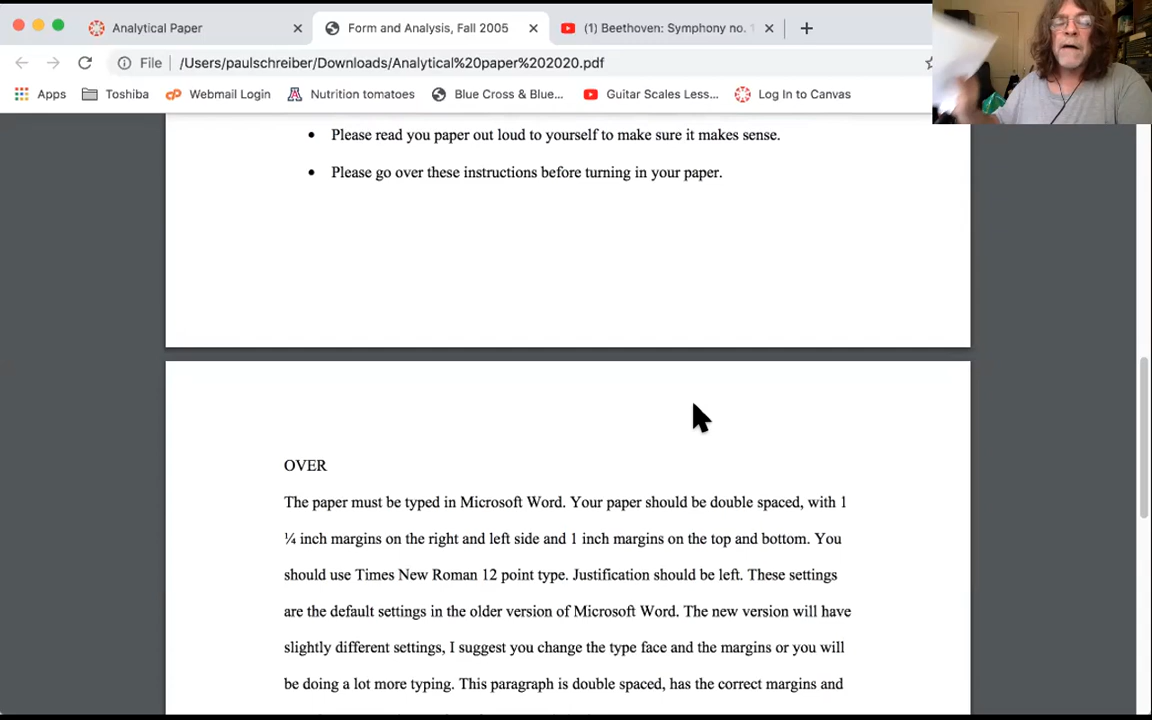 Analytical Paper
Form and Analysis, Fall 2005
(1) Beethoven: Symphony no.
File
/Users/paulschreiber/Downloads/Analytical%20paper%202020.pdf
Apps
Toshiba
Webmail Login
Nutrition tomatoes
Blue Cross & Blue...
Guitar Scales Less...
Log In to Canvas
• Please read you paper out loud to yourself to make sure it makes sense.
• Please go over these instructions before turning in your paper.
OVER
The paper must be typed in Microsoft Word. Your paper should be double spaced, with 1
¼ inch margins on the right and left side and 1 inch margins on the top and bottom. You
should use Times New Roman 12 point type. Justification should be left. These settings
are the default settings in the older version of Microsoft Word. The new version will have
slightly different settings, I suggest you change the type face and the margins or you will
be doing a lot more typing. This paragraph is double spaced, has the correct margins and